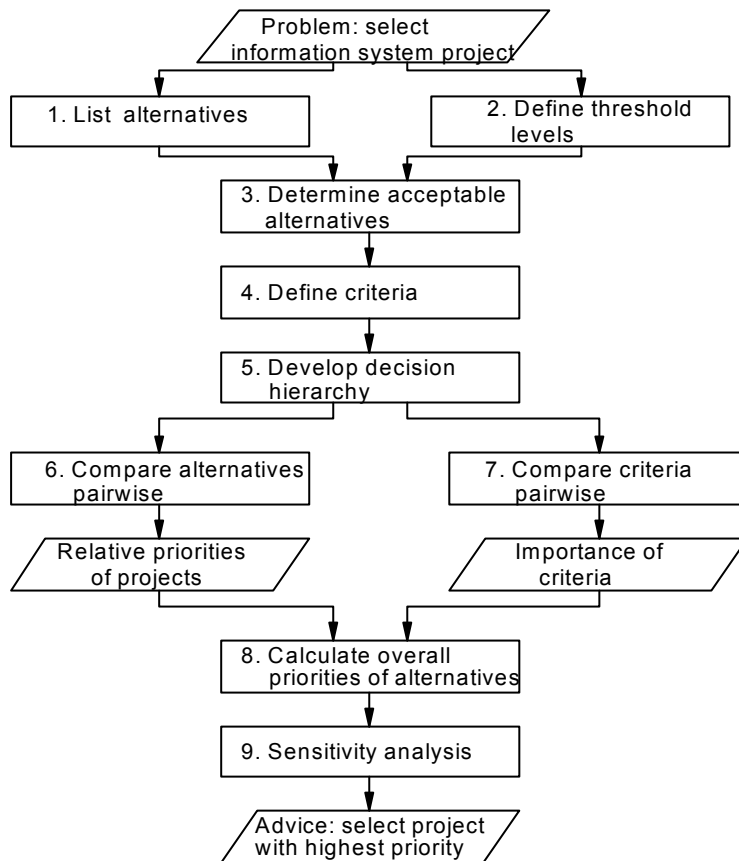 Problem: select
information system project
1. List alternatives
2. Define threshold
levels
3. Determine acceptable
alternatives
4. Define criteria
5. Develop decision
hierarchy
6. Compare alternatives
pairwise
7. Compare criteria
pairwise
Relative priorities
of projects
Importance of
criteria
8. Calculate overall
priorities of alternatives
9. Sensitivity analysis
Advice: select project
with highest priority